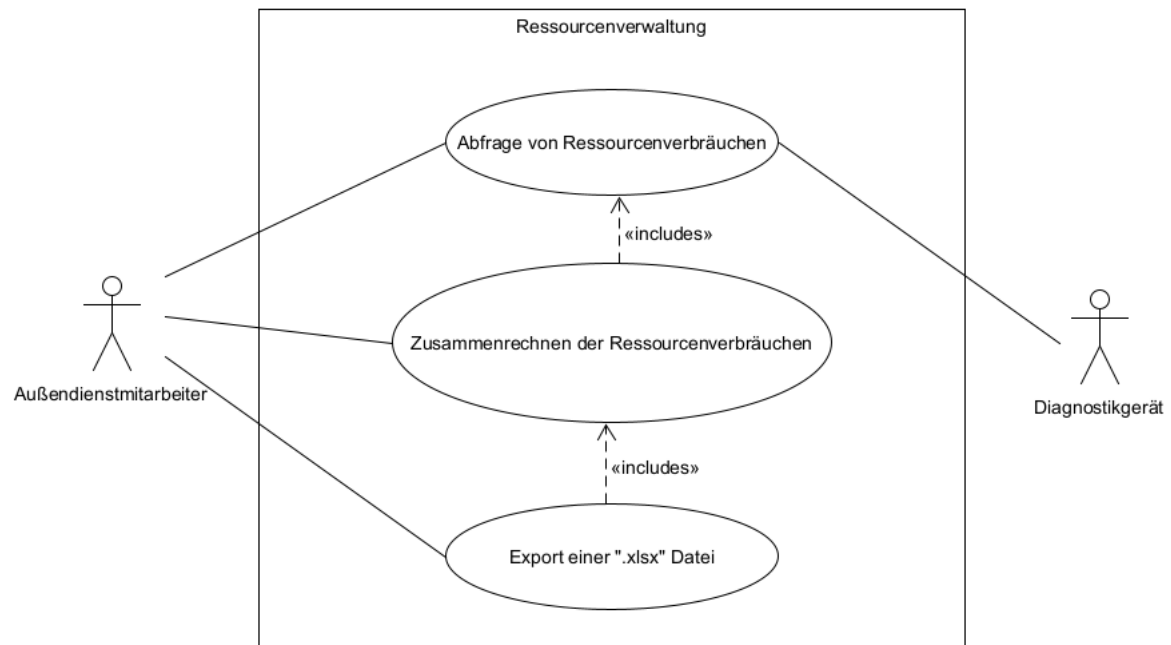 Ressourcenverwaltung
Abfrage von Ressourcenverbräuchen
«includes»
Zusammenrechnen der Ressourcenverbräuchen
Außendienstmitarbeiter
Diagnostikgerät
«includes»
Export einer ".xlsx" Datei